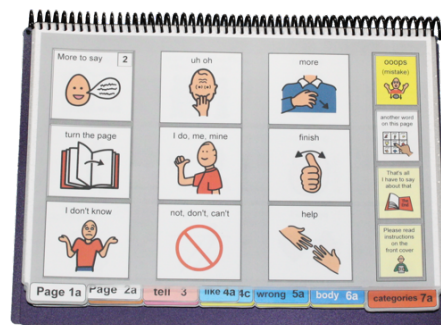 More to say 2
uh oh
more
ooops
(mistake)
turn the page
I do, me, mine
finish
another word
on this page
I don't know
not, don't, can't
help
That's all
I have to say
about that
Please read
instructions
on the
front cover
Page 1a
Page 2a
tell 3
like 4a
4c
wrong 5a
body 6a
categories 7a